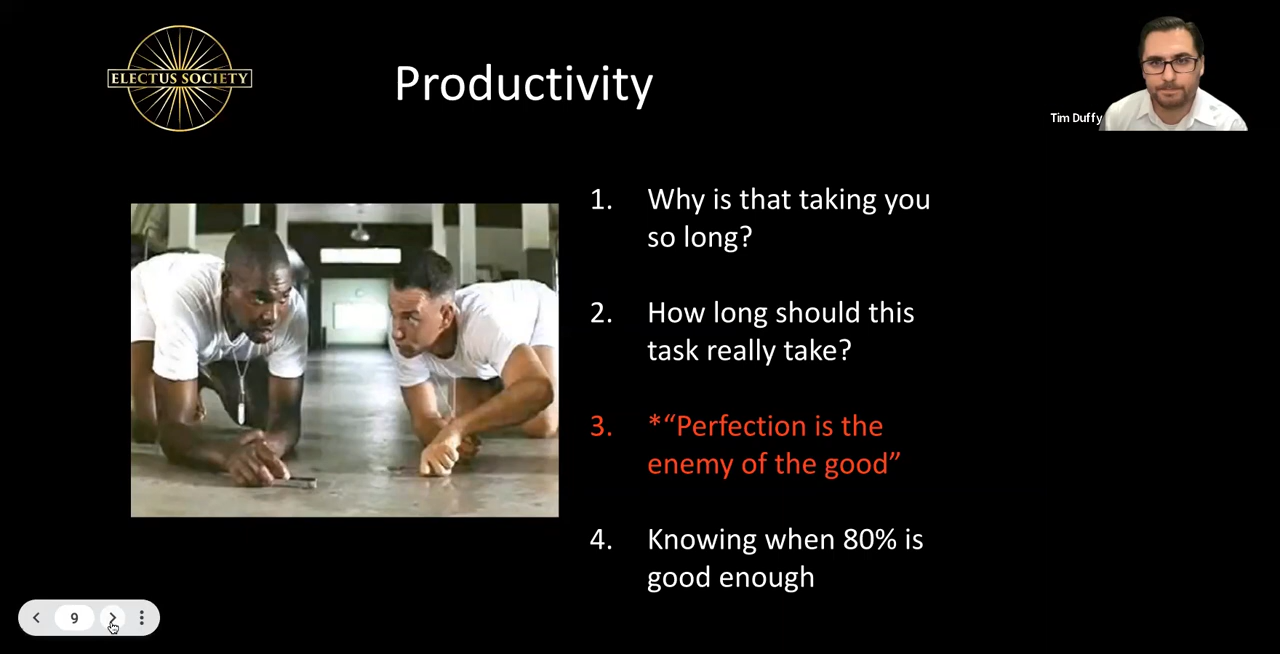 ELECTUS SOCIETY
Productivity
Tim Duffy
1. Why is that taking you
so long?
2. How long should this
task really take?
3. *“Perfection is the
enemy of the good”
4. Knowing when 80% is
good enough
9